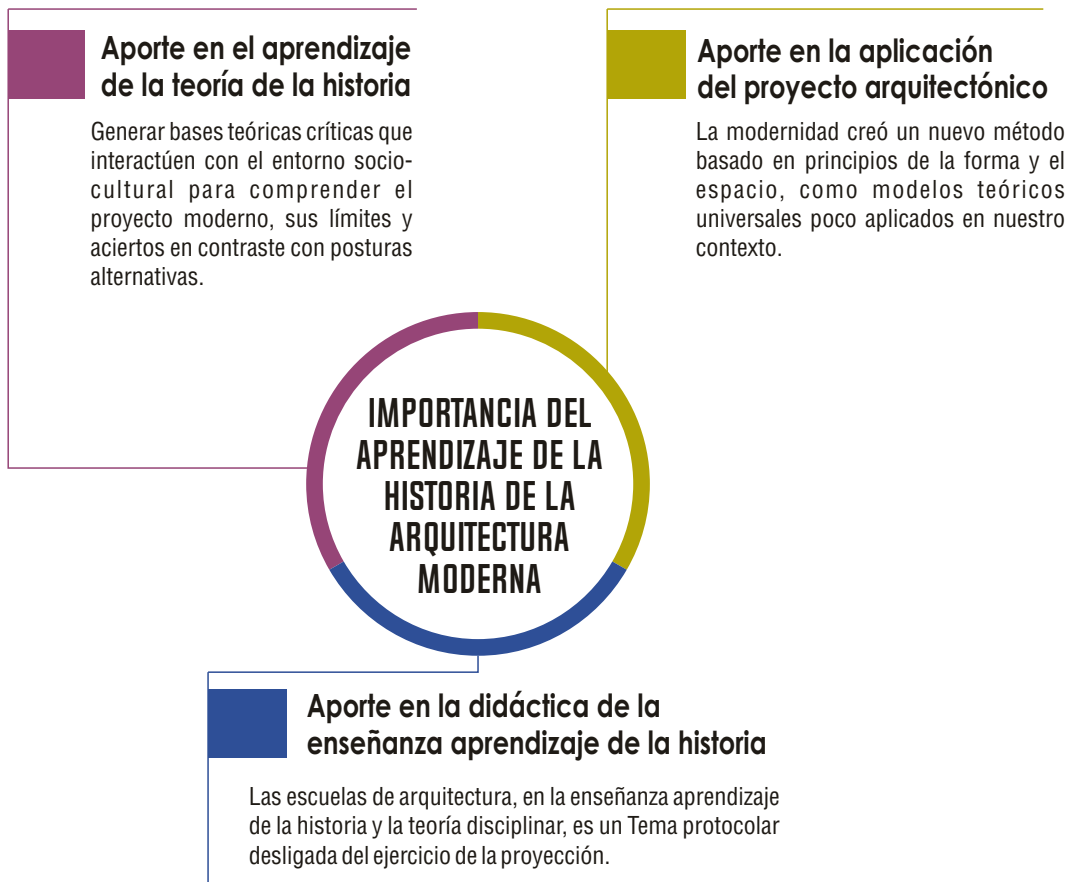 Aporte en el aprendizaje
de la teoría de la historia
Generar bases teóricas críticas que
interactúen con el entorno socio-
cultural para comprender el
proyecto moderno, sus límites y
aciertos en contraste con posturas
alternativas.
Aporte en la aplicación
del proyecto arquitectónico
La modernidad creó un nuevo método
basado en principios de la forma y el
espacio, como modelos teóricos
universales poco aplicados en nuestro
contexto.
IMPORTANCIA DEL
APRENDIZAJE DE LA
HISTORIA DE LA
ARQUITECTURA
MODERNA
Aporte en la didáctica de la
enseñanza aprendizaje de la historia
Las escuelas de arquitectura, en la enseñanza aprendizaje
de la historia y la teoría disciplinar, es un Tema protocolar
desligada del ejercicio de la proyección.